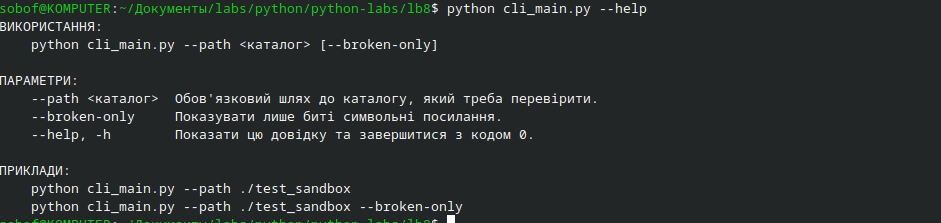 sobof@KOMPUTER:~/Документы/labs/python/python-labs/lb8$ python cli_main.py --help
ВИКОРИСТАННЯ:
    python cli_main.py --path <каталог> [--broken-only]

ПАРАМЕТРИ:
    --path <каталог>  Обов'язковий шлях до каталогу, який треба перевірити.
    --broken-only     Показувати лише биті символьні посилання.
    --help, -h        Показати цю довідку та завершитися з кодом 0.

ПРИКЛАДИ:
    python cli_main.py --path ./test_sandbox
    python cli_main.py --path ./test_sandbox --broken-only
sobof@KOMPUTER:~/Документы/labs/python/python-labs/lb8$